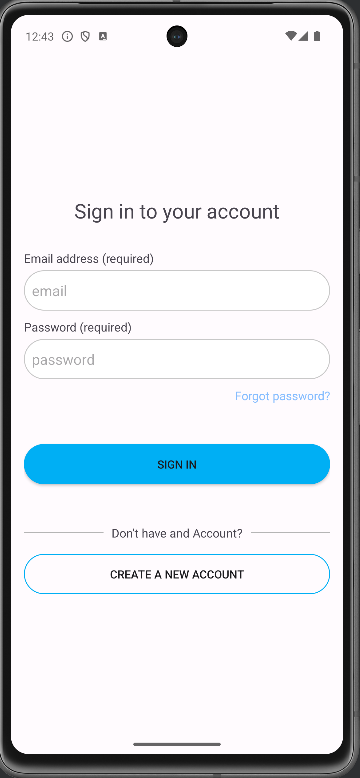 12:43
Sign in to your account
Email address (required)
email
Password (required)
password
Forgot password?
SIGN IN
Don't have and Account?
CREATE A NEW ACCOUNT